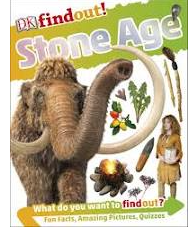 DK findout!
Stone Age
What do you want to findout?
Fun Facts, Amazing Pictures, Quizzes